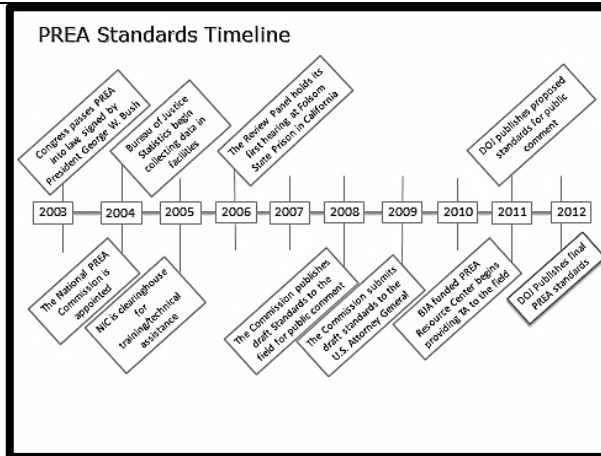 PREA Standards Timeline
Congress passes PREA
into law, signed by
President George W. Bush
Bureau of Justice
Statistics begin
collecting data in
facilities
The Review Panel holds its
first hearing at Folsom
State Prison in California
DOJ publishes proposed
standards for public
comment
2003
2004
2005
2006
2007
2008
2009
2010
2011
2012
The National PREA
Commission is
appointed
NIC is clearinghouse
for
training/technical
assistance
The Commission publishes
draft Standards to the
field for public comment
The Commission submits
draft standards to the
U.S. Attorney General
BJA funded PREA
Resource Center begins
providing TA to the field
DOJ Publishes final
PREA standards